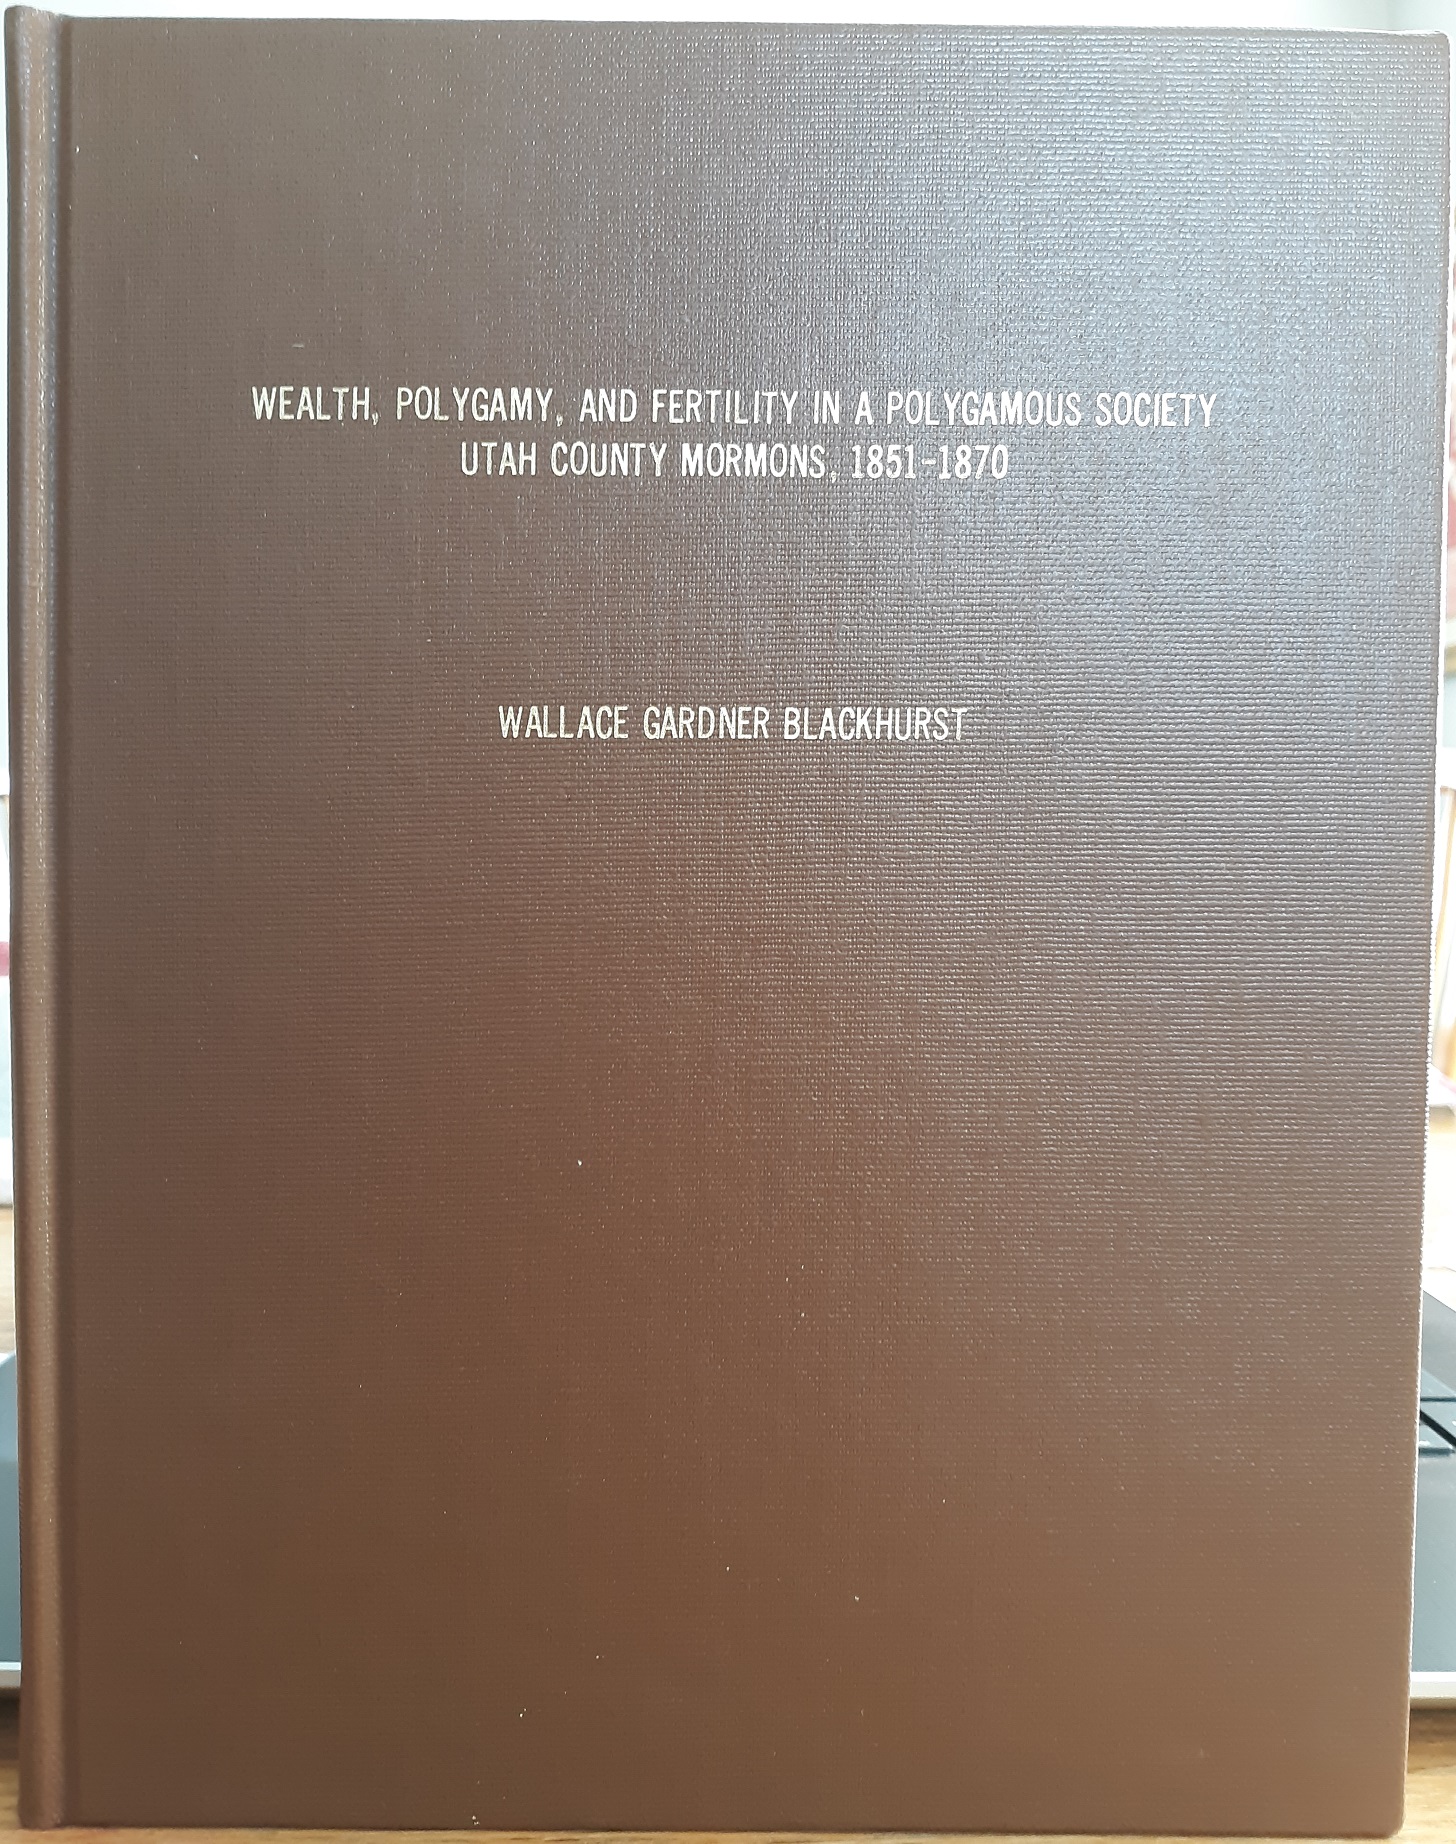 WEALTH, POLYGAMY, AND FERTILITY IN A POLYGAMOUS SOCIETY
UTAH COUNTY MORMONS, 1851-1870
WALLACE GARDNER BLACKHURST